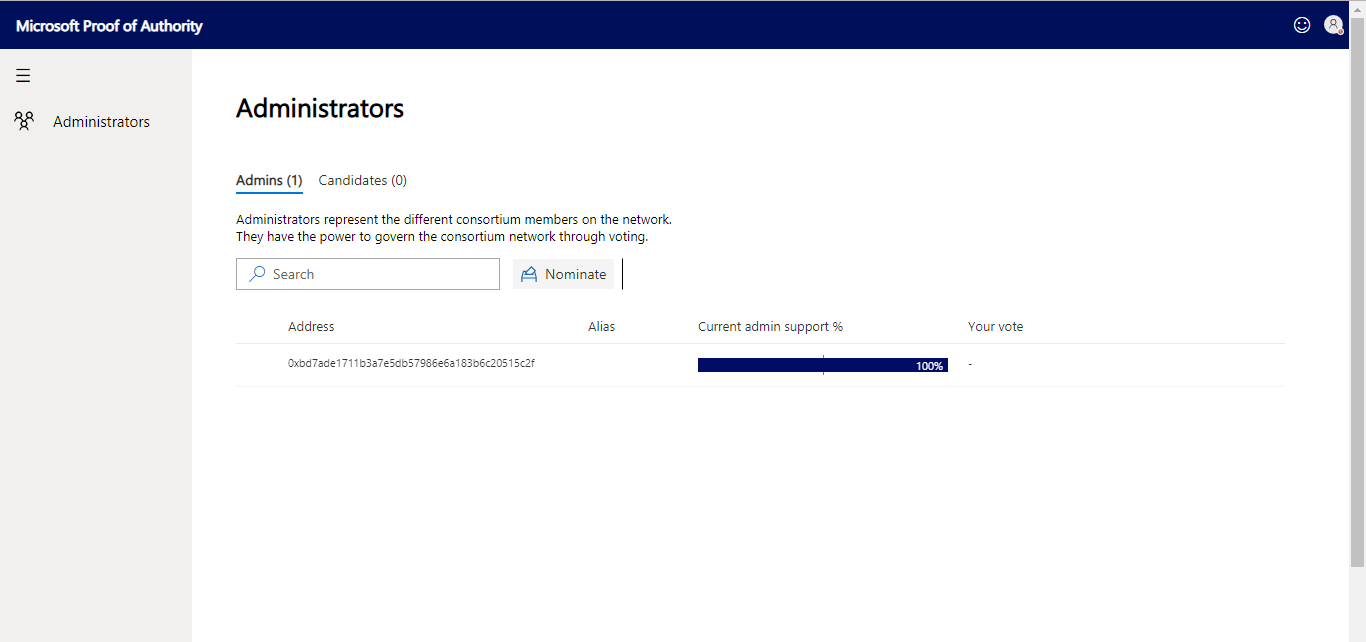 Microsoft Proof of Authority
Administrators
Administrators
Admins (1) Candidates (0)
Administrators represent the different consortium members on the network.
They have the power to govern the consortium network through voting.
Search Nominate
Address Alias Current admin support % Your vote
0xbd7ade1711b3a7e5db57986e6a183b6c20515c2f 100% -